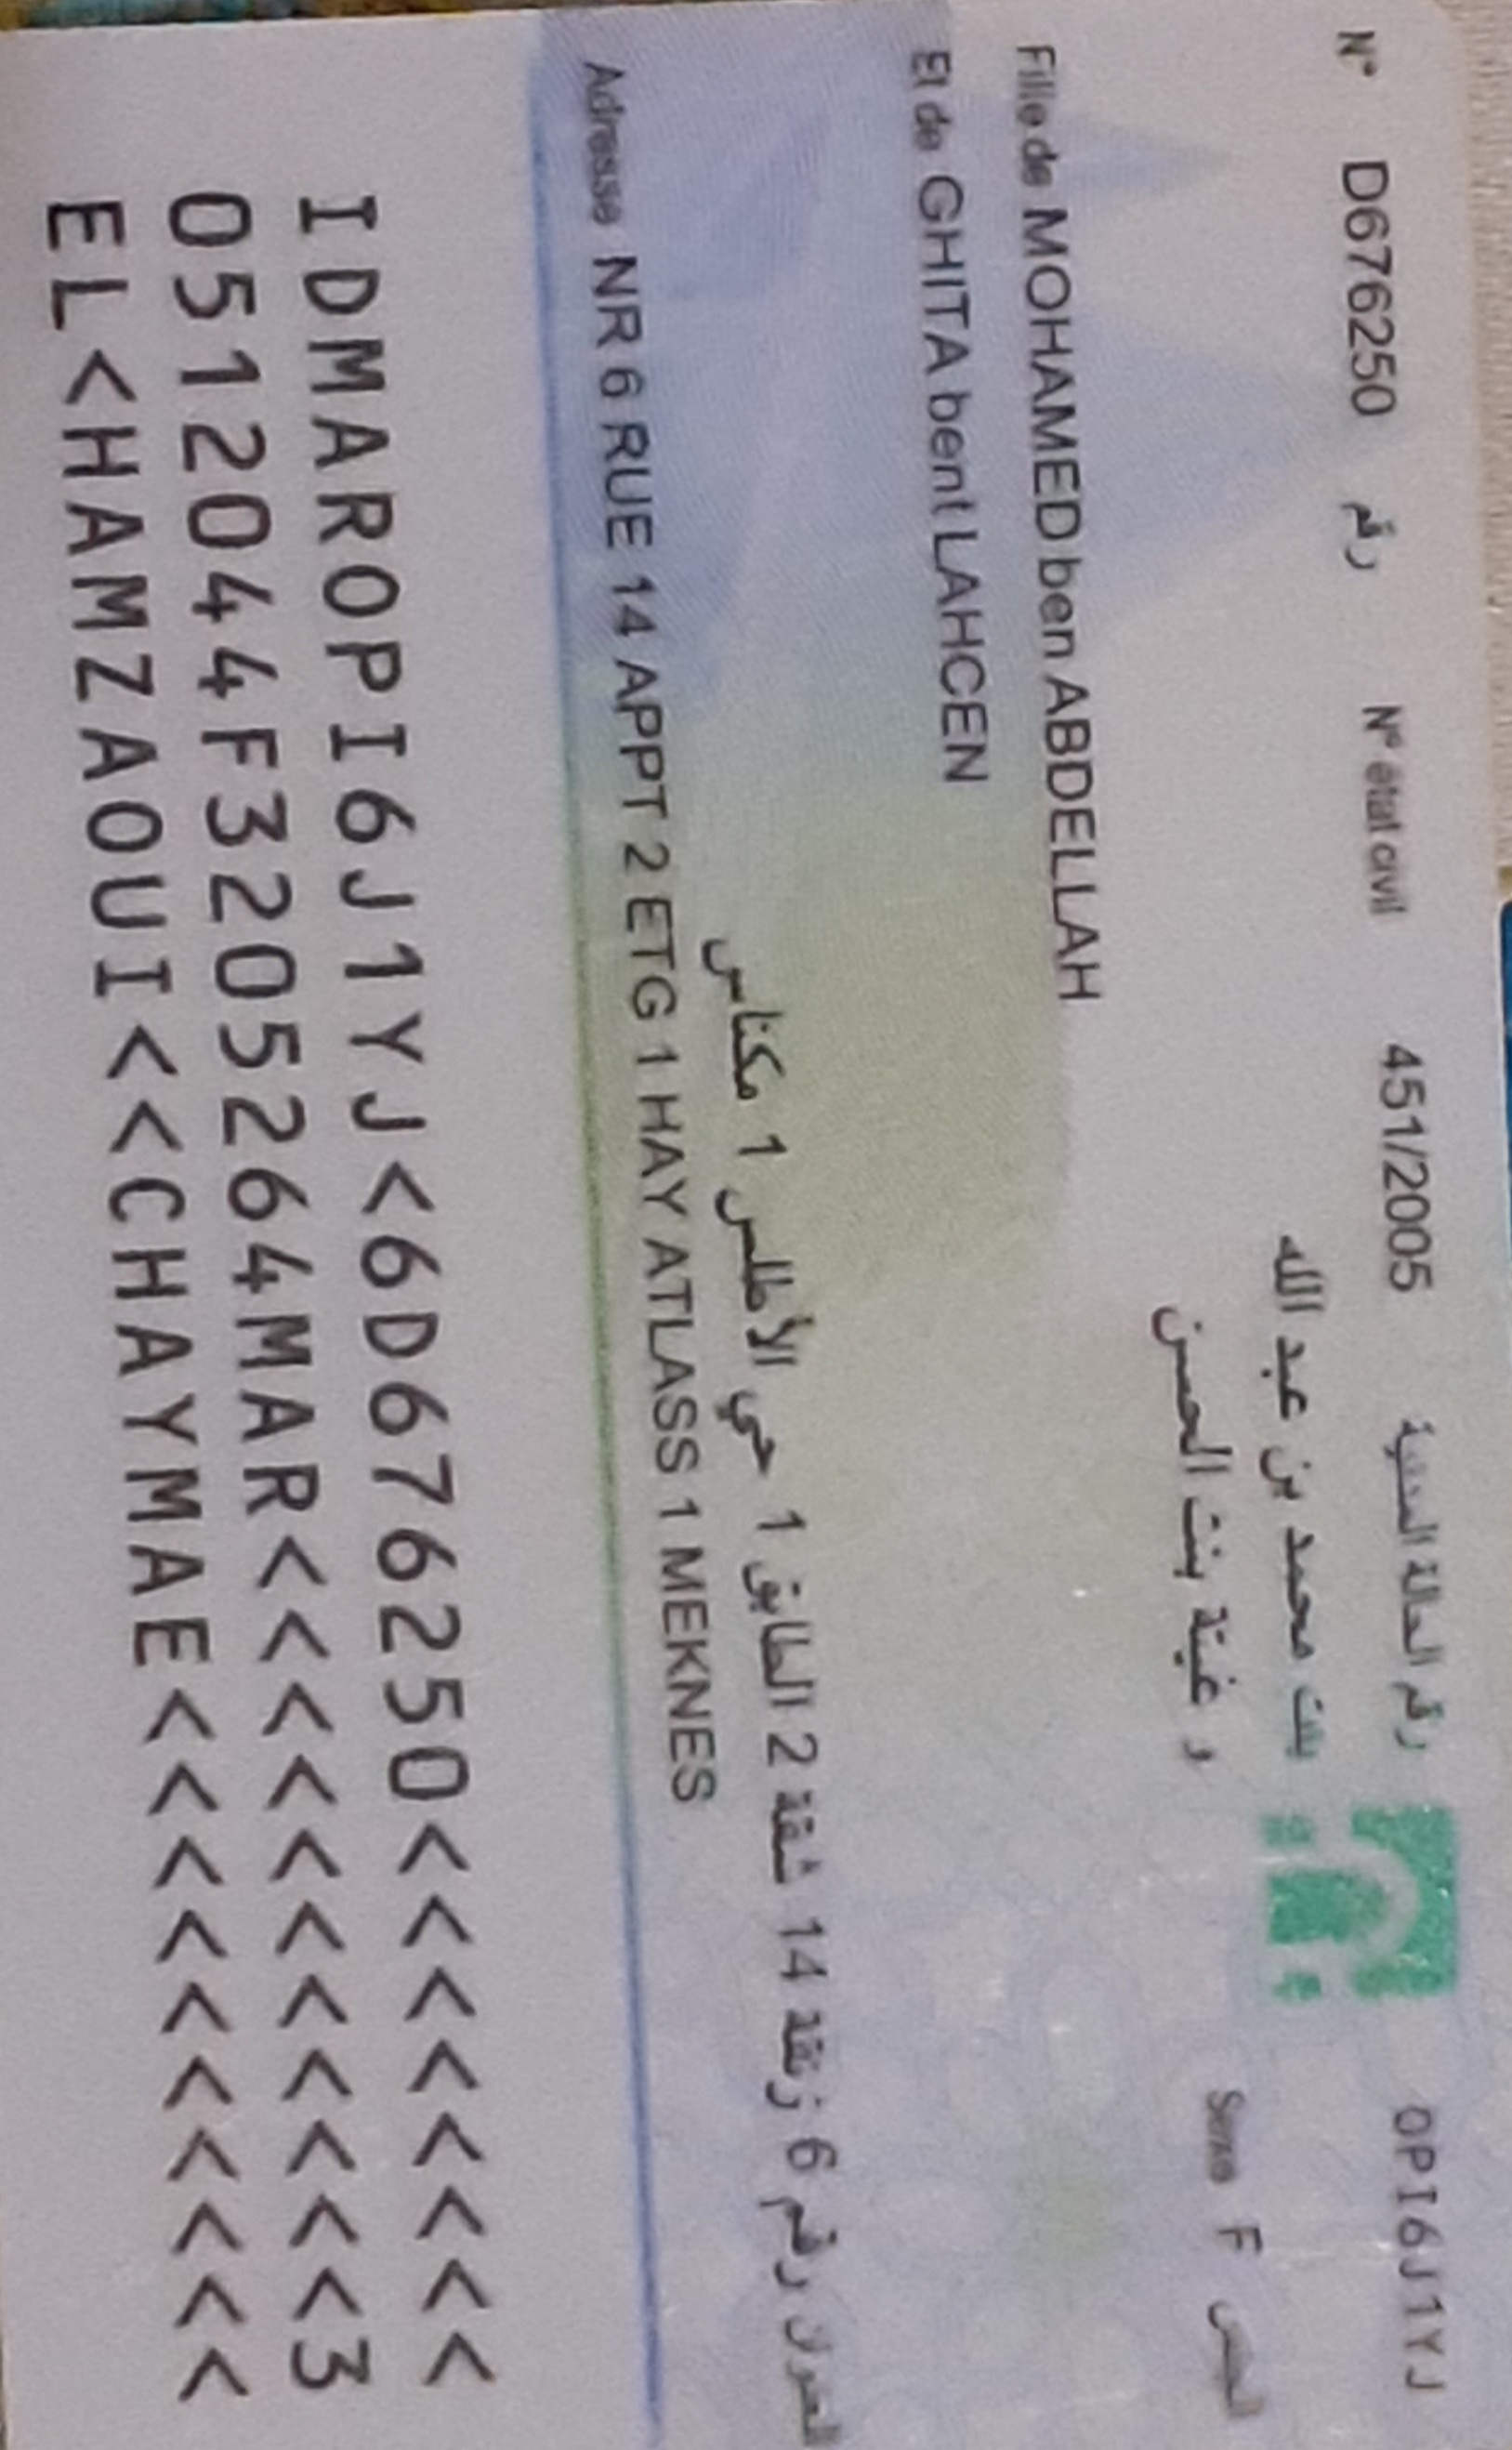 N° D676250 رقم N° état civil 451/2005 رقم الحالة المدنية OPI6J1YJ
بنت محمد بن عبد الله
Fille de MOHAMED ben ABDELLAH
و غيثة بنت الحسن
Sexe F الجنس
Et de GHITA bent LAHCEN
العنوان رقم 6 زنقة 14 شقة 2 الطابق 1 حي الأطلس 1 مكناس
Adresse NR 6 RUE 14 APPT 2 ETG 1 HAY ATLASS 1 MEKNES
IDMAROPI6J1YJ<6D676250<<<<<<<<
0512044F3205264MAR<<<<<<<<<<<3
EL<HAMZAOUI<<CHAYMAE<<<<<<<<<<